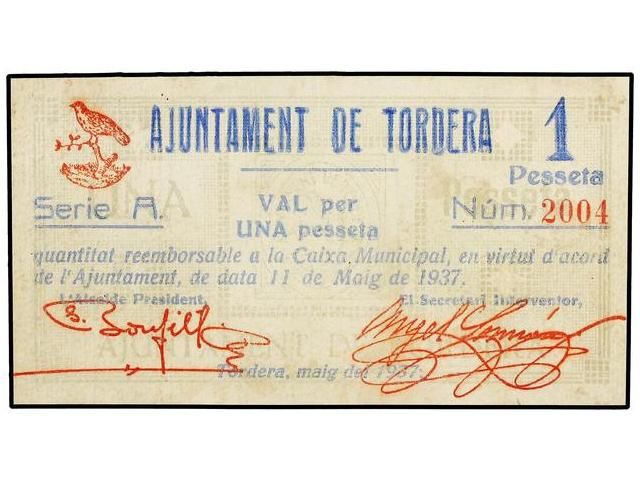 AJUNTAMENT DE TORDERA 1
Pesseta
Serie A. VAL per Núm. 2004
UNA pesseta
quantitat reemborsable a la Caixa Municipal, en virtut d'acord
de l'Ajuntament, de data 11 de Maig de 1937.
L'Alcalde President, El Secretari Interventor,
Tordera, maig del 1937.